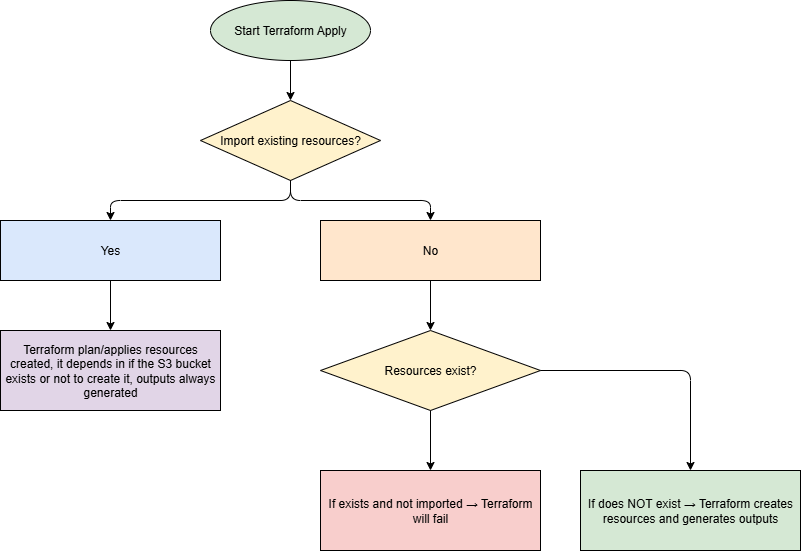 Start Terraform Apply
Import existing resources?
Yes
No
Terraform plan/applies resources
created, it depends in if the S3 bucket
exists or not to create it, outputs always
generated
Resources exist?
If exists and not imported → Terraform
will fail
If does NOT exist → Terraform creates
resources and generates outputs